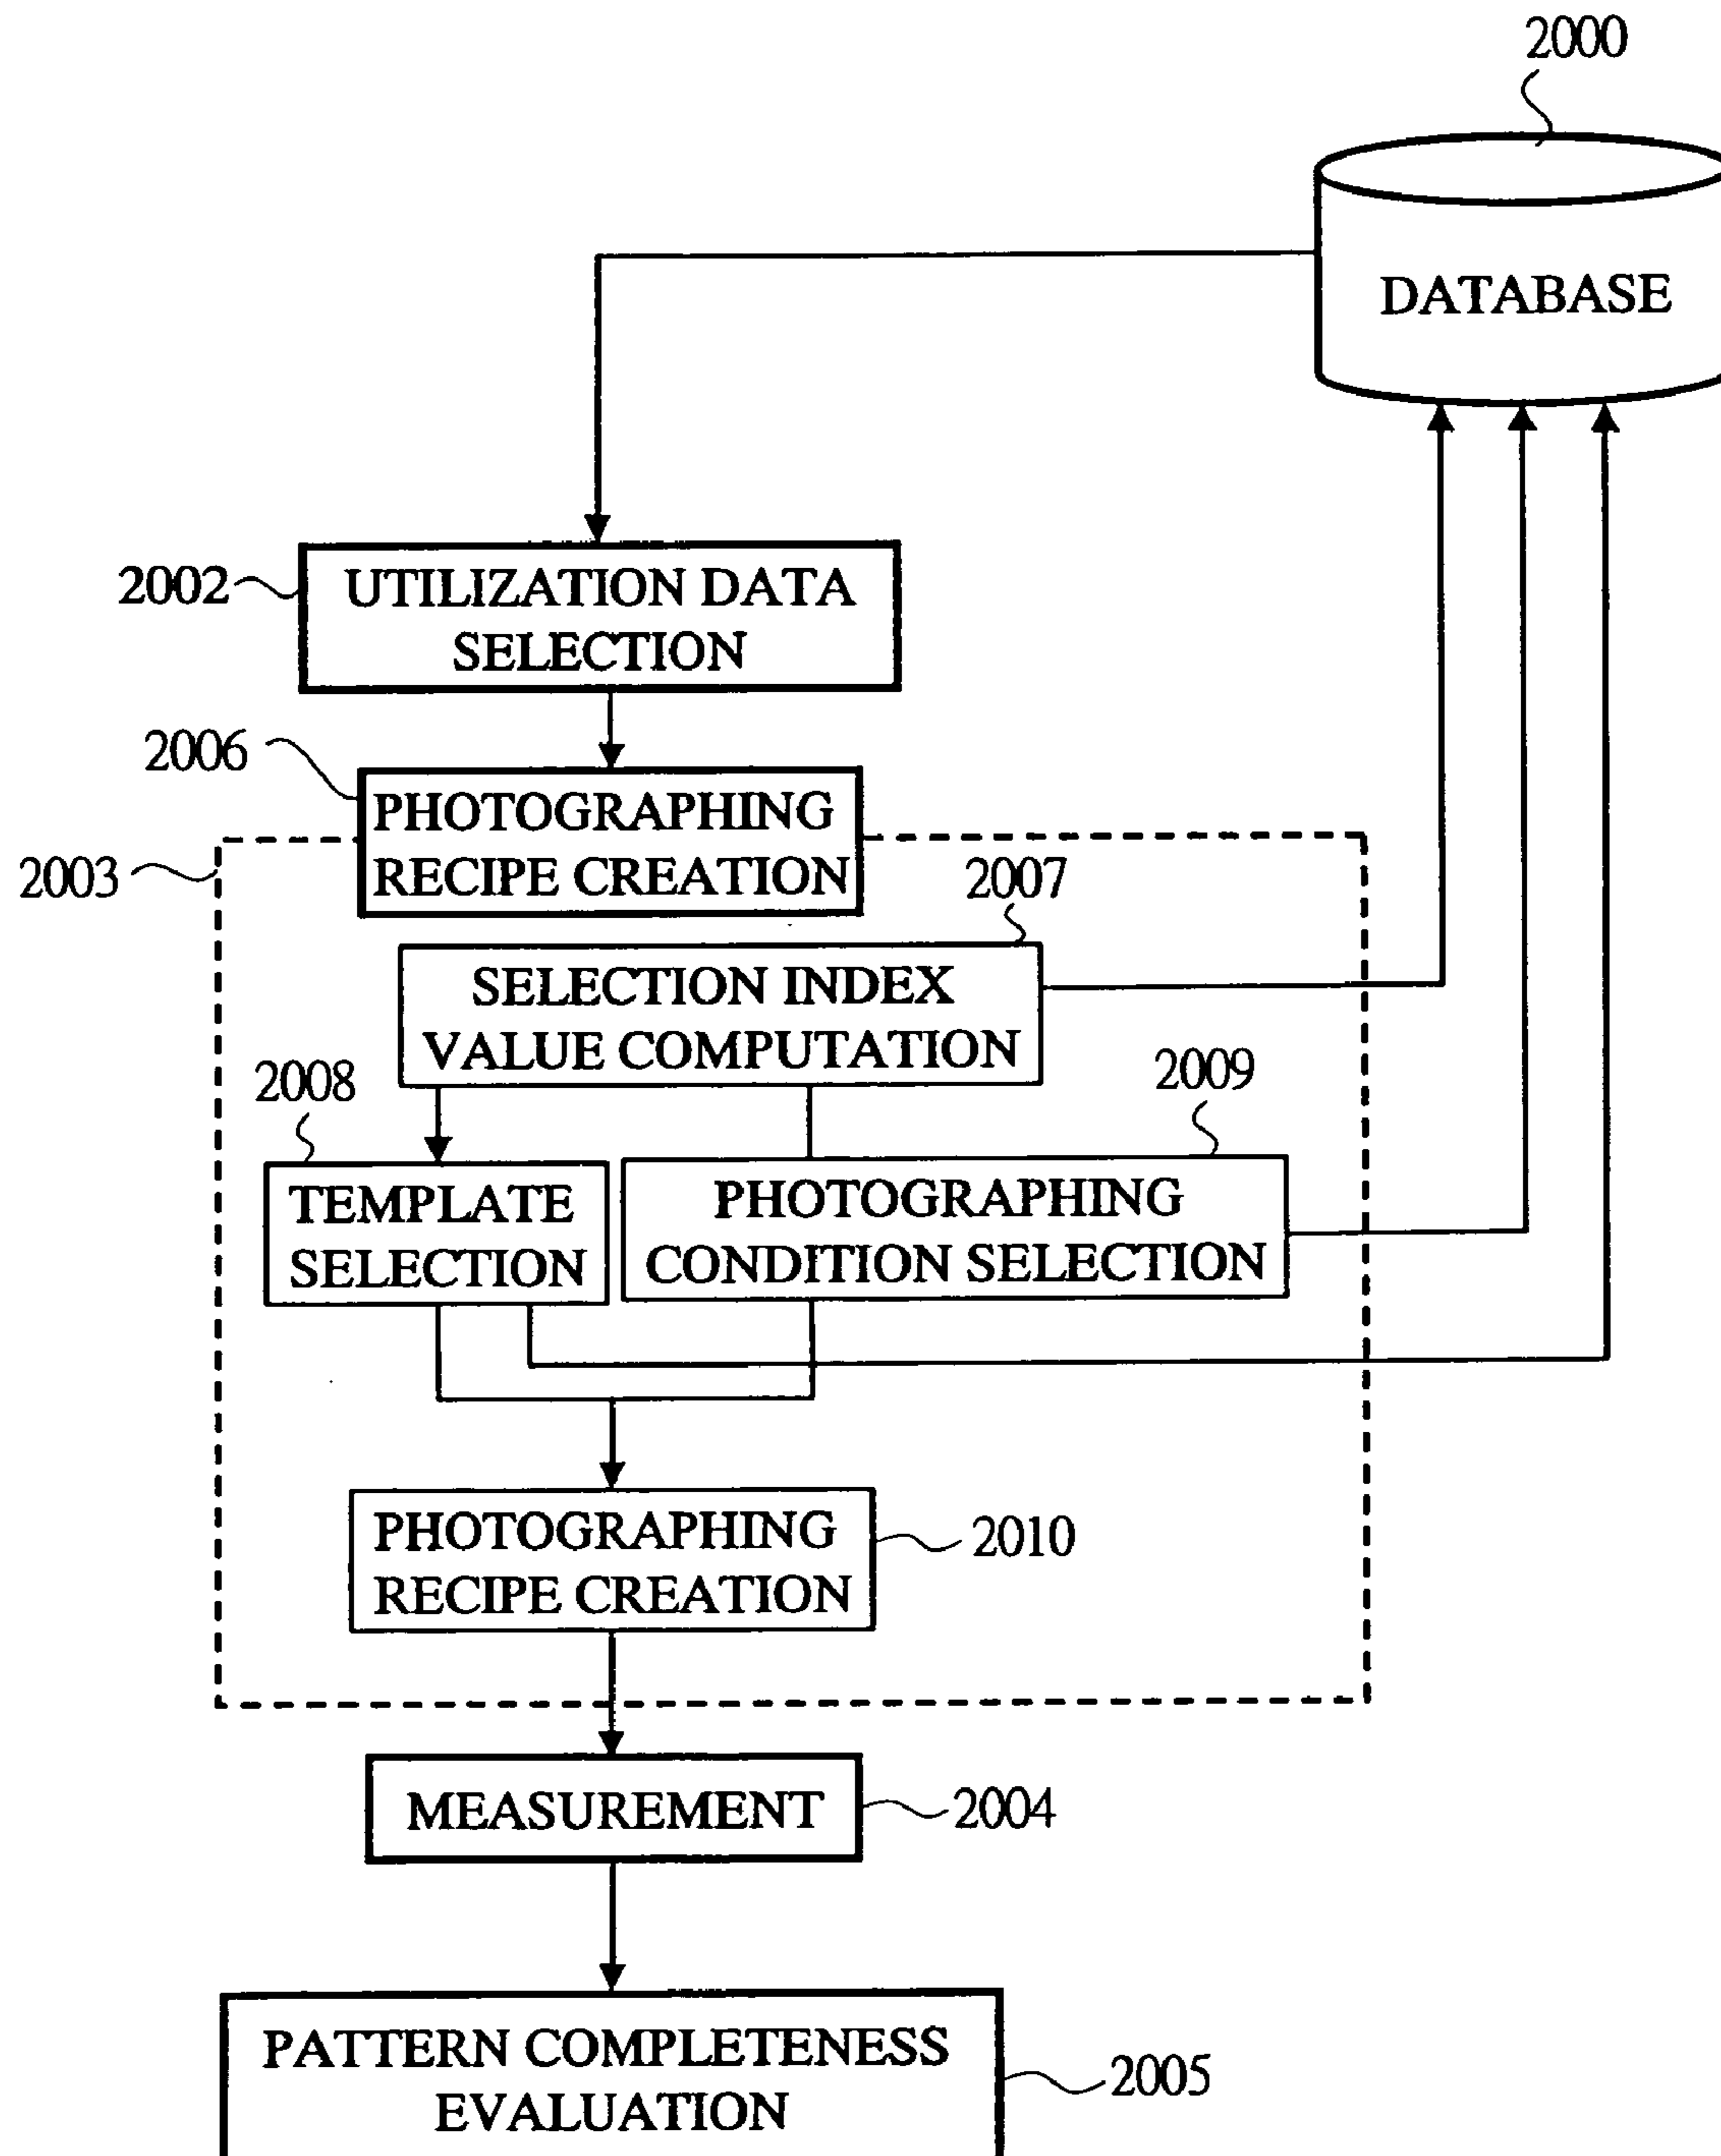 2000
DATABASE
2002
UTILIZATION DATA
SELECTION
2006
PHOTOGRAPHING
RECIPE CREATION
2003
2007
SELECTION INDEX
VALUE COMPUTATION
2008
2009
TEMPLATE
SELECTION
PHOTOGRAPHING
CONDITION SELECTION
PHOTOGRAPHING
RECIPE CREATION
2010
MEASUREMENT
2004
PATTERN COMPLETENESS
EVALUATION
2005